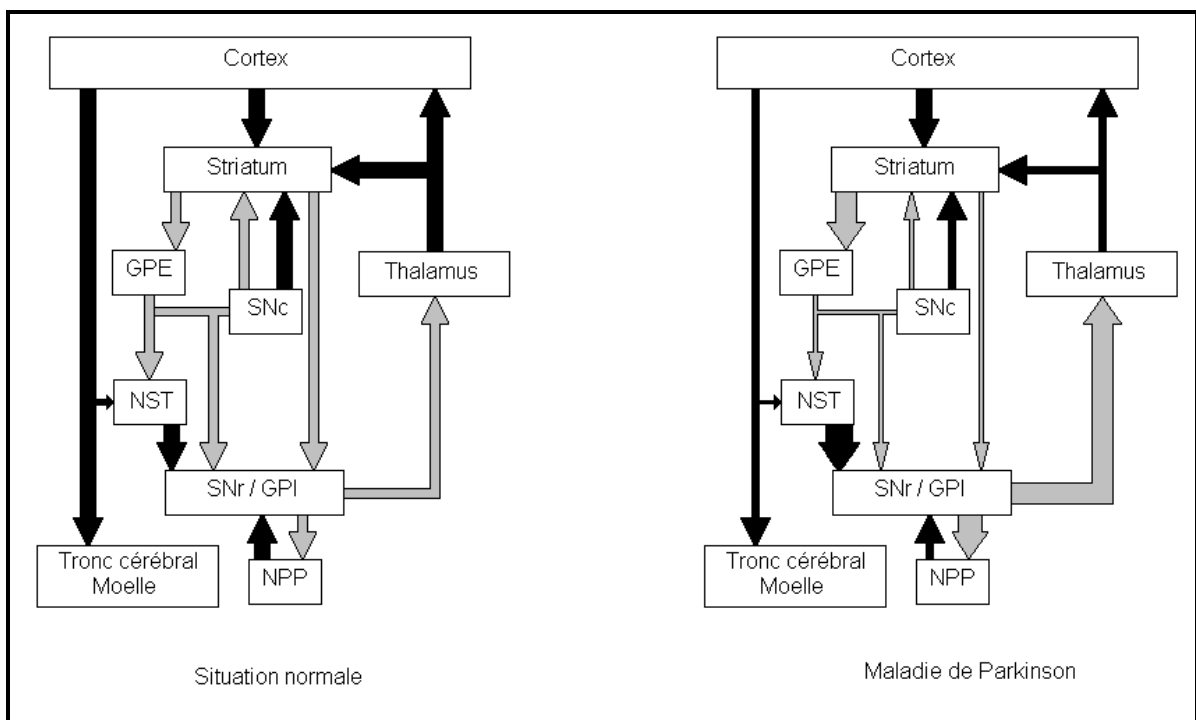 Cortex
Striatum
GPE
Thalamus
SNc
NST
SNr / GPI
Tronc cérébral
Moelle
NPP
Situation normale
Cortex
Striatum
GPE
Thalamus
SNc
NST
SNr / GPI
Tronc cérébral
Moelle
NPP
Maladie de Parkinson